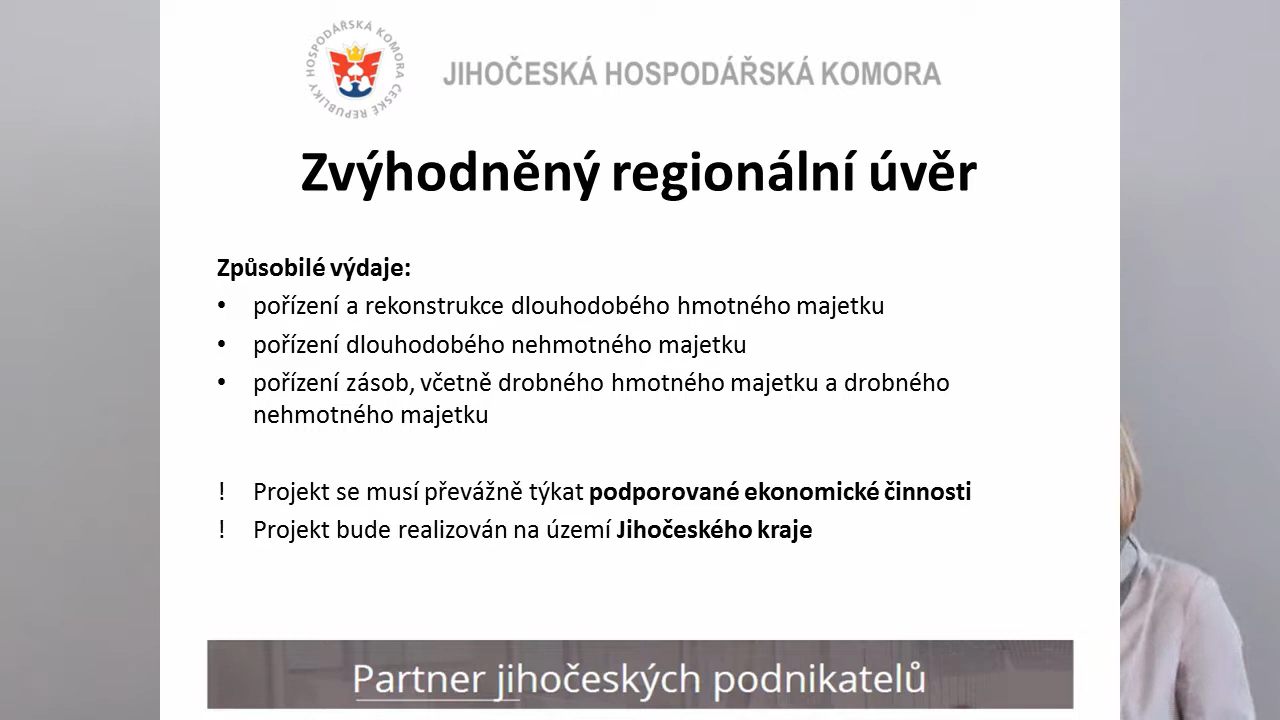 HOSPODÁŘSKÁ KOMORA ČESKÉ REPUBLIKY
JIHOČESKÁ HOSPODÁŘSKÁ KOMORA
Zvýhodněný regionální úvěr
Způsobilé výdaje:
• pořízení a rekonstrukce dlouhodobého hmotného majetku
• pořízení dlouhodobého nehmotného majetku
• pořízení zásob, včetně drobného hmotného majetku a drobného
nehmotného majetku
! Projekt se musí převážně týkat podporované ekonomické činnosti
! Projekt bude realizován na území Jihočeského kraje
Partner jihočeských podnikatelů